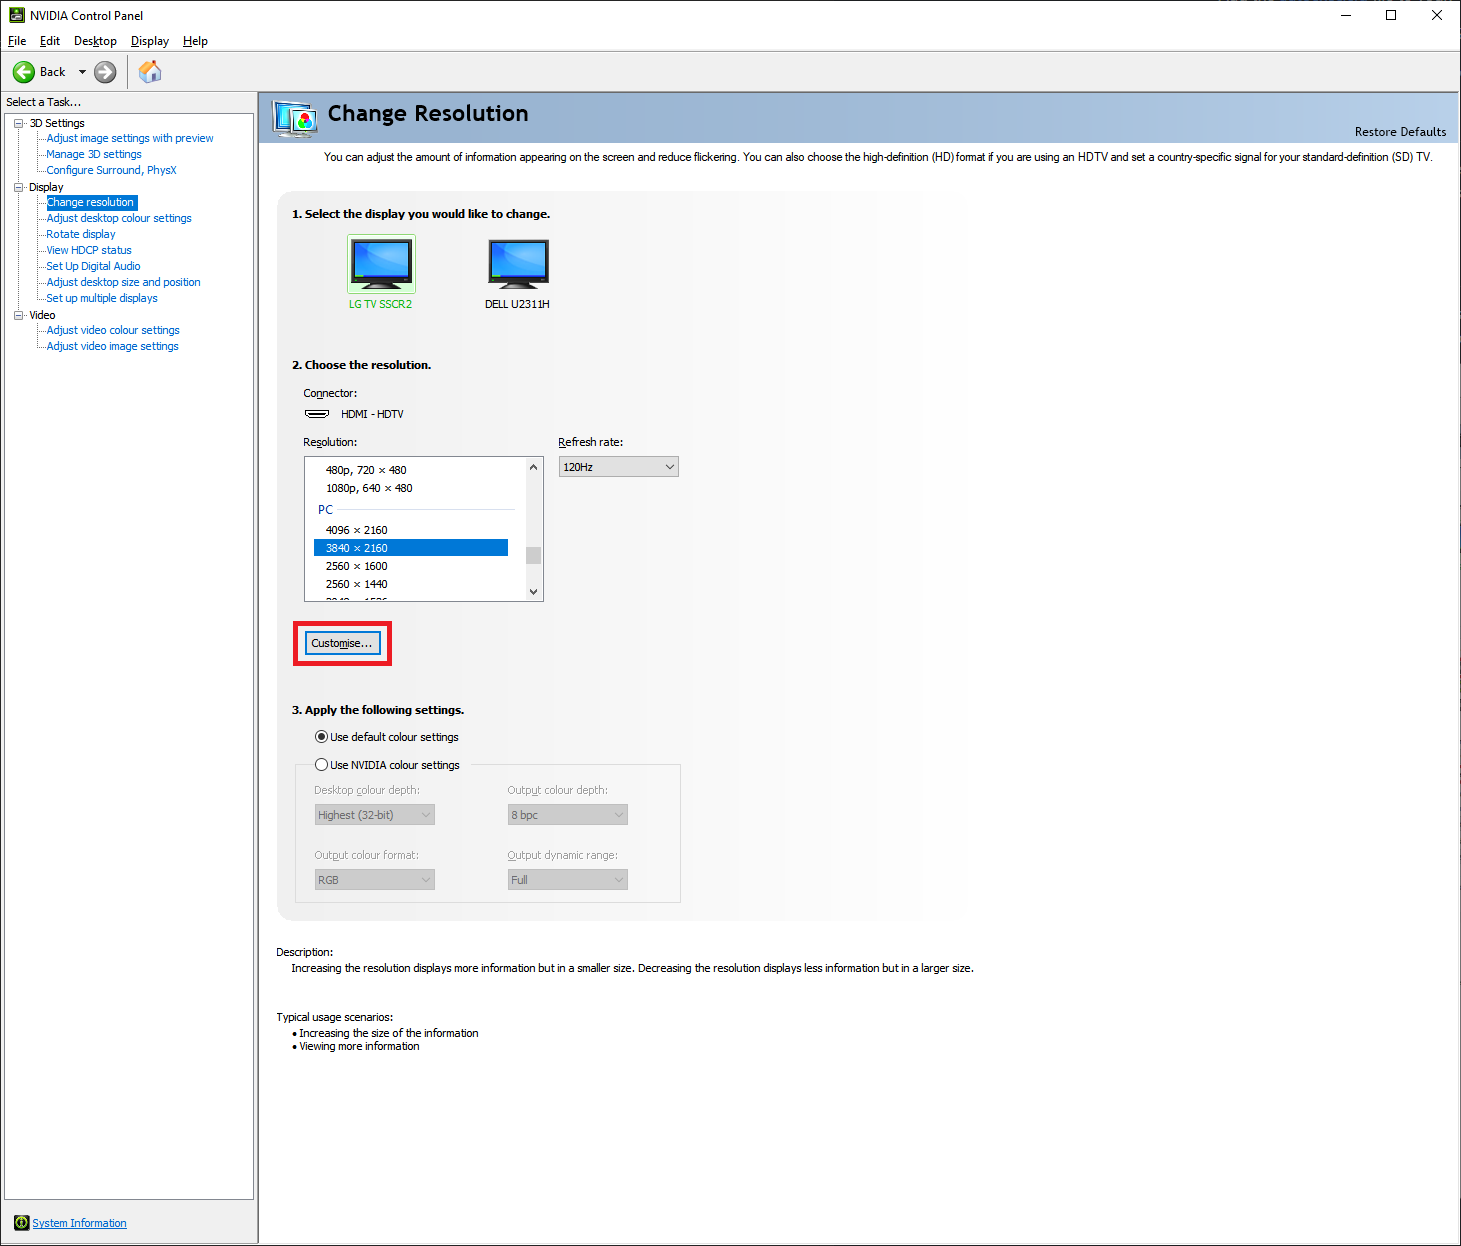 NVIDIA Control Panel
File Edit Desktop Display Help
Back
Select a Task...
3D Settings
Adjust image settings with preview
Manage 3D settings
Configure Surround, PhysX
Display
Change resolution
Adjust desktop colour settings
Rotate display
View HDCP status
Set Up Digital Audio
Adjust desktop size and position
Set up multiple displays
Video
Adjust video colour settings
Adjust video image settings
System Information
Change Resolution
Restore Defaults
You can adjust the amount of information appearing on the screen and reduce flickering. You can also choose the high-definition (HD) format if you are using an HDTV and set a country-specific signal for your standard-definition (SD) TV.
1. Select the display you would like to change.
LG TV SSCR2 DELL U2311H
2. Choose the resolution.
Connector:
HDMI - HDTV
Resolution: Refresh rate:
120Hz
480p, 720 × 480
1080p, 640 × 480
PC
4096 × 2160
3840 × 2160
2560 × 1600
2560 × 1440
Customise...
3. Apply the following settings.
Use default colour settings
Use NVIDIA colour settings
Desktop colour depth: Output colour depth:
Highest (32-bit) 8 bpc
Output colour format: Output dynamic range:
RGB Full
Description:
Increasing the resolution displays more information but in a smaller size. Decreasing the resolution displays less information but in a larger size.
Typical usage scenarios:
• Increasing the size of the information
• Viewing more information